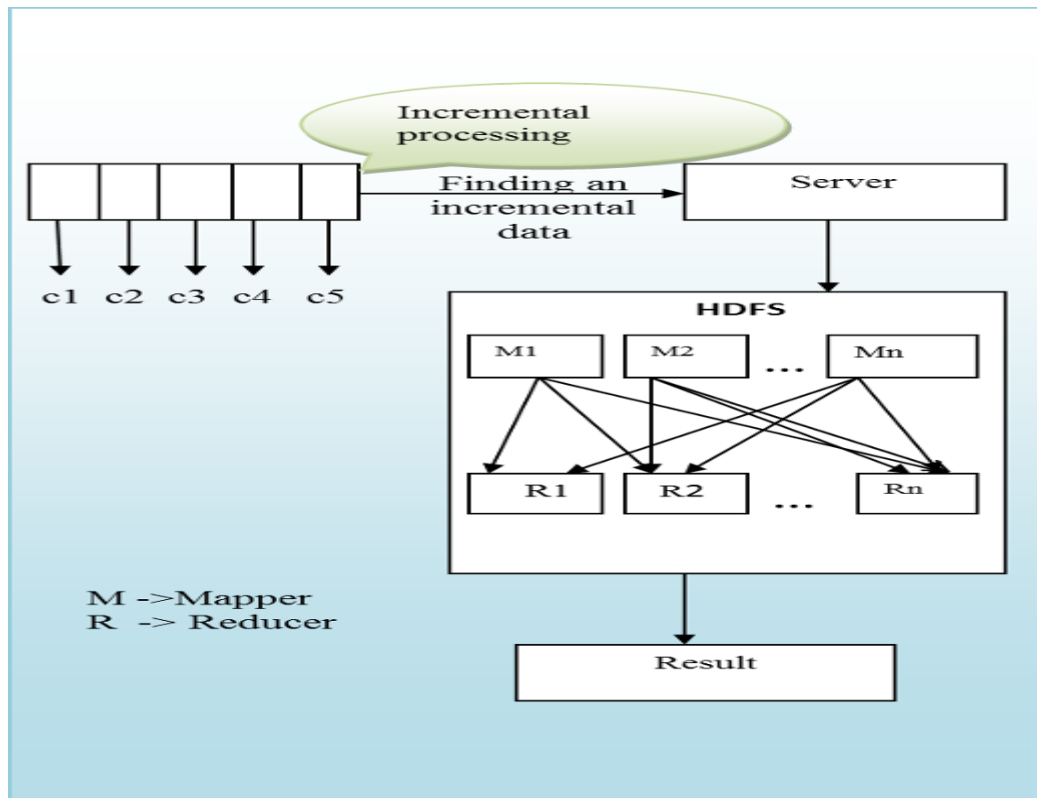 Incremental
processing
Finding an
incremental
data
Server
c1 c2 c3 c4 c5
HDFS
M1 M2 ... Mn
R1 R2 ... Rn
M ->Mapper
R -> Reducer
Result